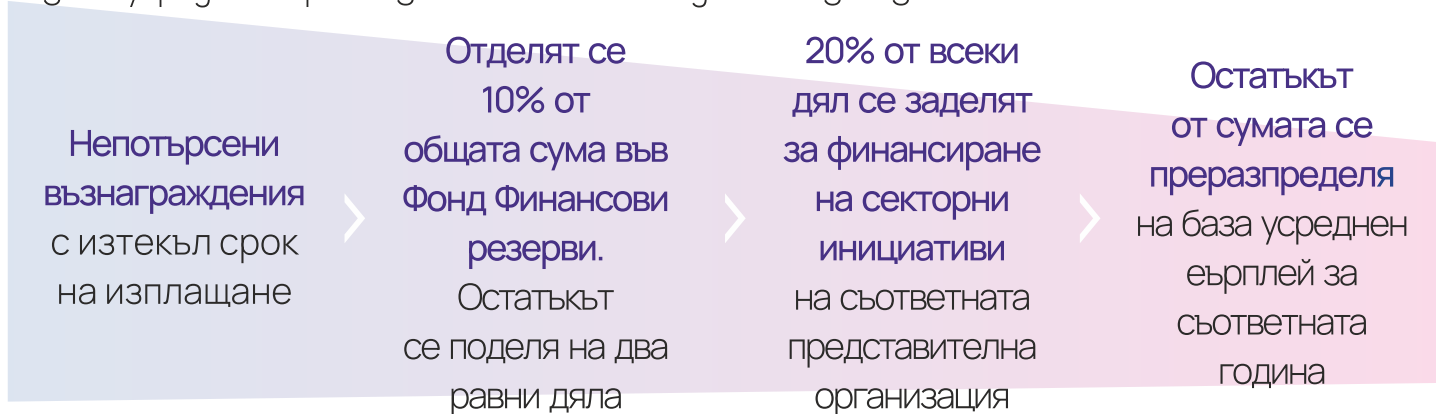 Непотърсени
възнаграждения
с изтекъл срок
на изплащане
Отделят се
10% от
общата сума във
Фонд Финансови
резерви.
Остатъкът
се поделя на два
равни дяла
20% от всеки
дял се заделят
за финансиране
на секторни
инициативи
на съответната
представителна
организация
Остатъкът
от сумата се
преразпределя
на база усреднен
еърплей за
съответната
година